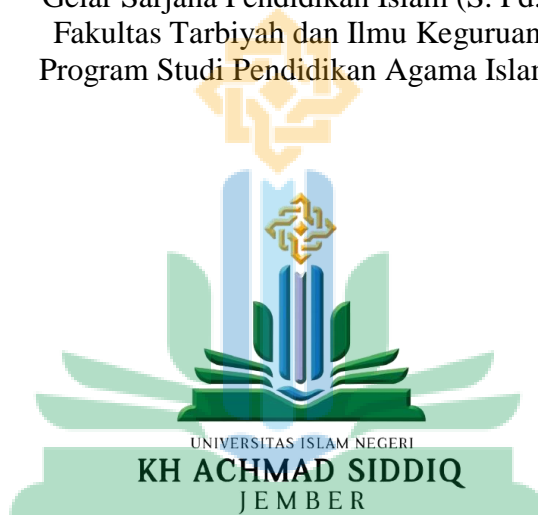 Gelar Sarjana Pendidikan Islam (S. Pd.
Fakultas Tarbiyah dan Ilmu Keguruan
Program Studi Pendidikan Agama Islam
UNIVERSITAS ISLAM NEGERI
KH ACHMAD SIDDIQ
JEMBER